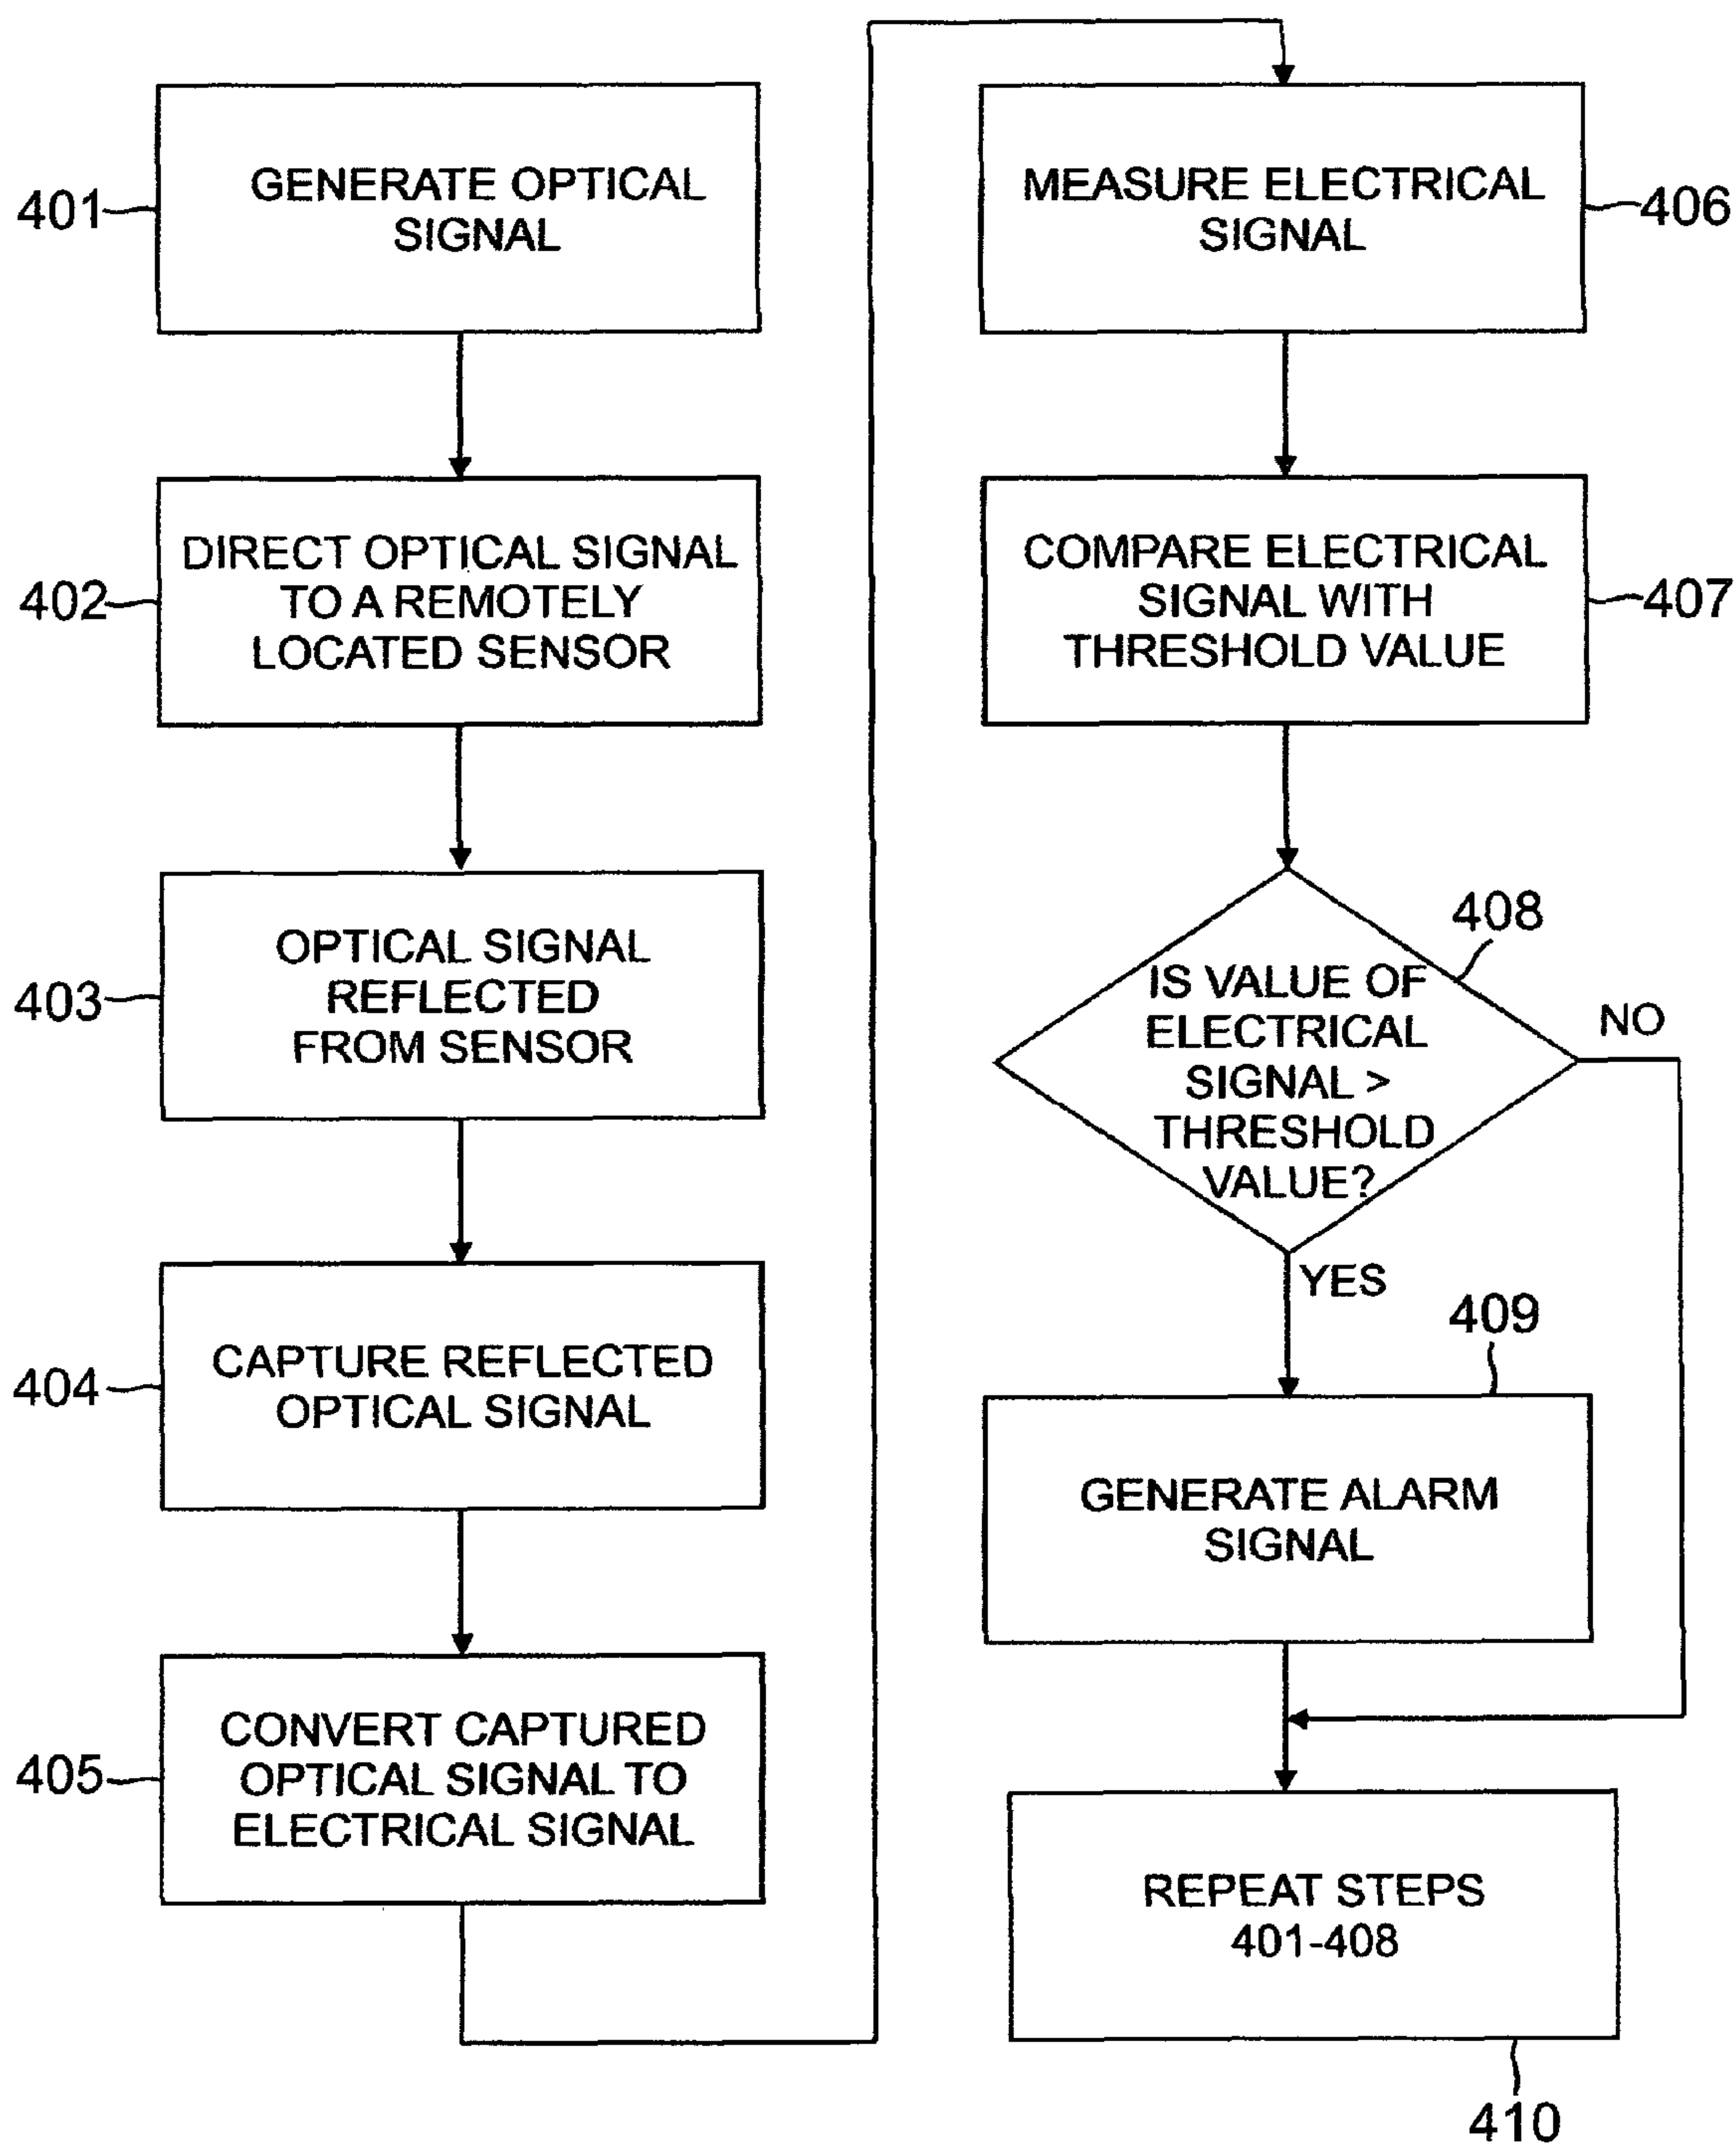 401
GENERATE OPTICAL
SIGNAL
402
DIRECT OPTICAL SIGNAL
TO A REMOTELY
LOCATED SENSOR
403
OPTICAL SIGNAL
REFLECTED
FROM SENSOR
404
CAPTURE REFLECTED
OPTICAL SIGNAL
405
CONVERT CAPTURED
OPTICAL SIGNAL TO
ELECTRICAL SIGNAL
MEASURE ELECTRICAL
SIGNAL
406
COMPARE ELECTRICAL
SIGNAL WITH
THRESHOLD VALUE
407
408
IS VALUE OF
ELECTRICAL
SIGNAL >
THRESHOLD
VALUE?
NO
YES
409
GENERATE ALARM
SIGNAL
REPEAT STEPS
401-408
410